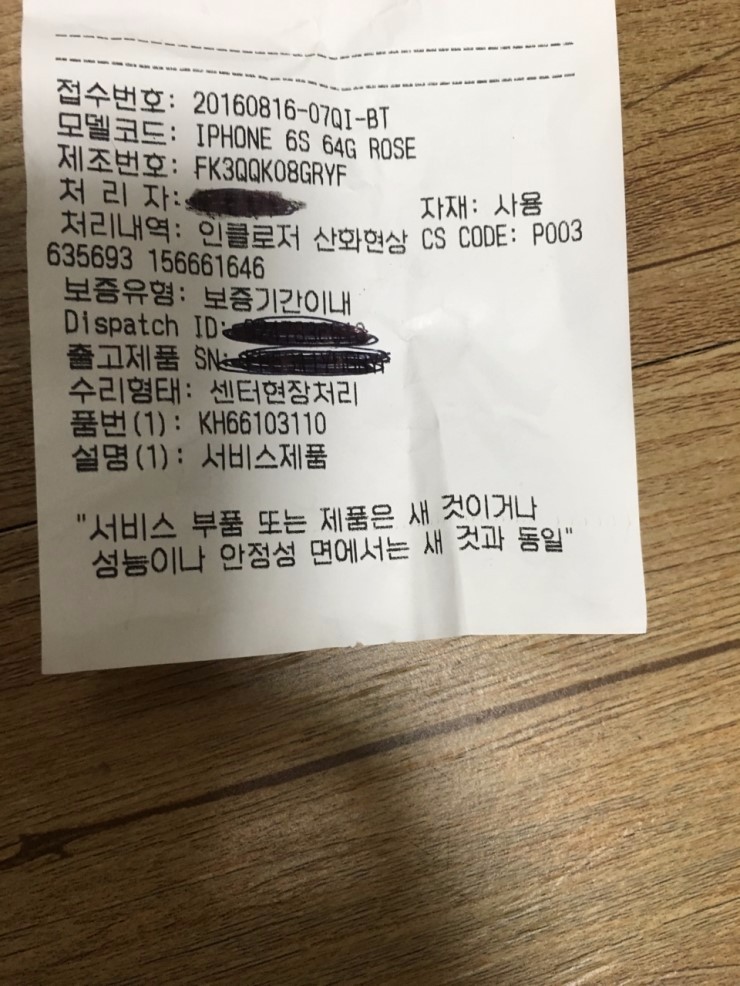 접수번호: 20160816-07QI-BT
모델코드: IPHONE 6S 64G ROSE
제조번호: FK3QQK08GRYF
처 리 자: 자재: 사용
처리내역: 인클로저 산화현상 CS CODE: P003
635693 156661646
보증유형: 보증기간이내
Dispatch ID:
출고제품 SN:
수리형태: 센터현장처리
품번(1): KH66103110
설명(1): 서비스제품
"서비스 부품 또는 제품은 새 것이거나
성능이나 안정성 면에서는 새 것과 동일"